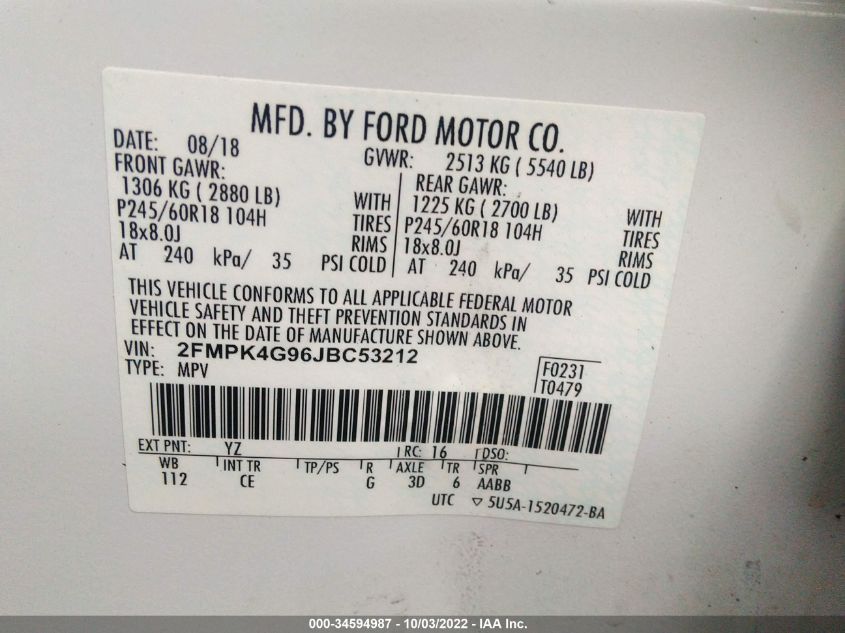 MFD. BY FORD MOTOR CO.
DATE: 08/18 GVWR: 2513 KG ( 5540 LB)
FRONT GAWR: REAR GAWR:
1306 KG ( 2880 LB) WITH 1225 KG ( 2700 LB) WITH
P245/60R18 104H TIRES P245/60R18 104H TIRES
18x8.0J RIMS 18x8.0J RIMS
AT 240 kPa/ 35 PSI COLD AT 240 kPa/ 35 PSI COLD
THIS VEHICLE CONFORMS TO ALL APPLICABLE FEDERAL MOTOR
VEHICLE SAFETY AND THEFT PREVENTION STANDARDS IN
EFFECT ON THE DATE OF MANUFACTURE SHOWN ABOVE.
VIN: 2FMPK4G96JBC53212
TYPE: MPV
F0231
T0479
EXT PNT: YZ RC: 16 DSO:
WB INT TR TP/PS R AXLE TR SPR
112 CE G 3D 6 AABB
UTC ▽ 5U5A-1520472-BA
000-34594987 - 10/03/2022 - IAA Inc.